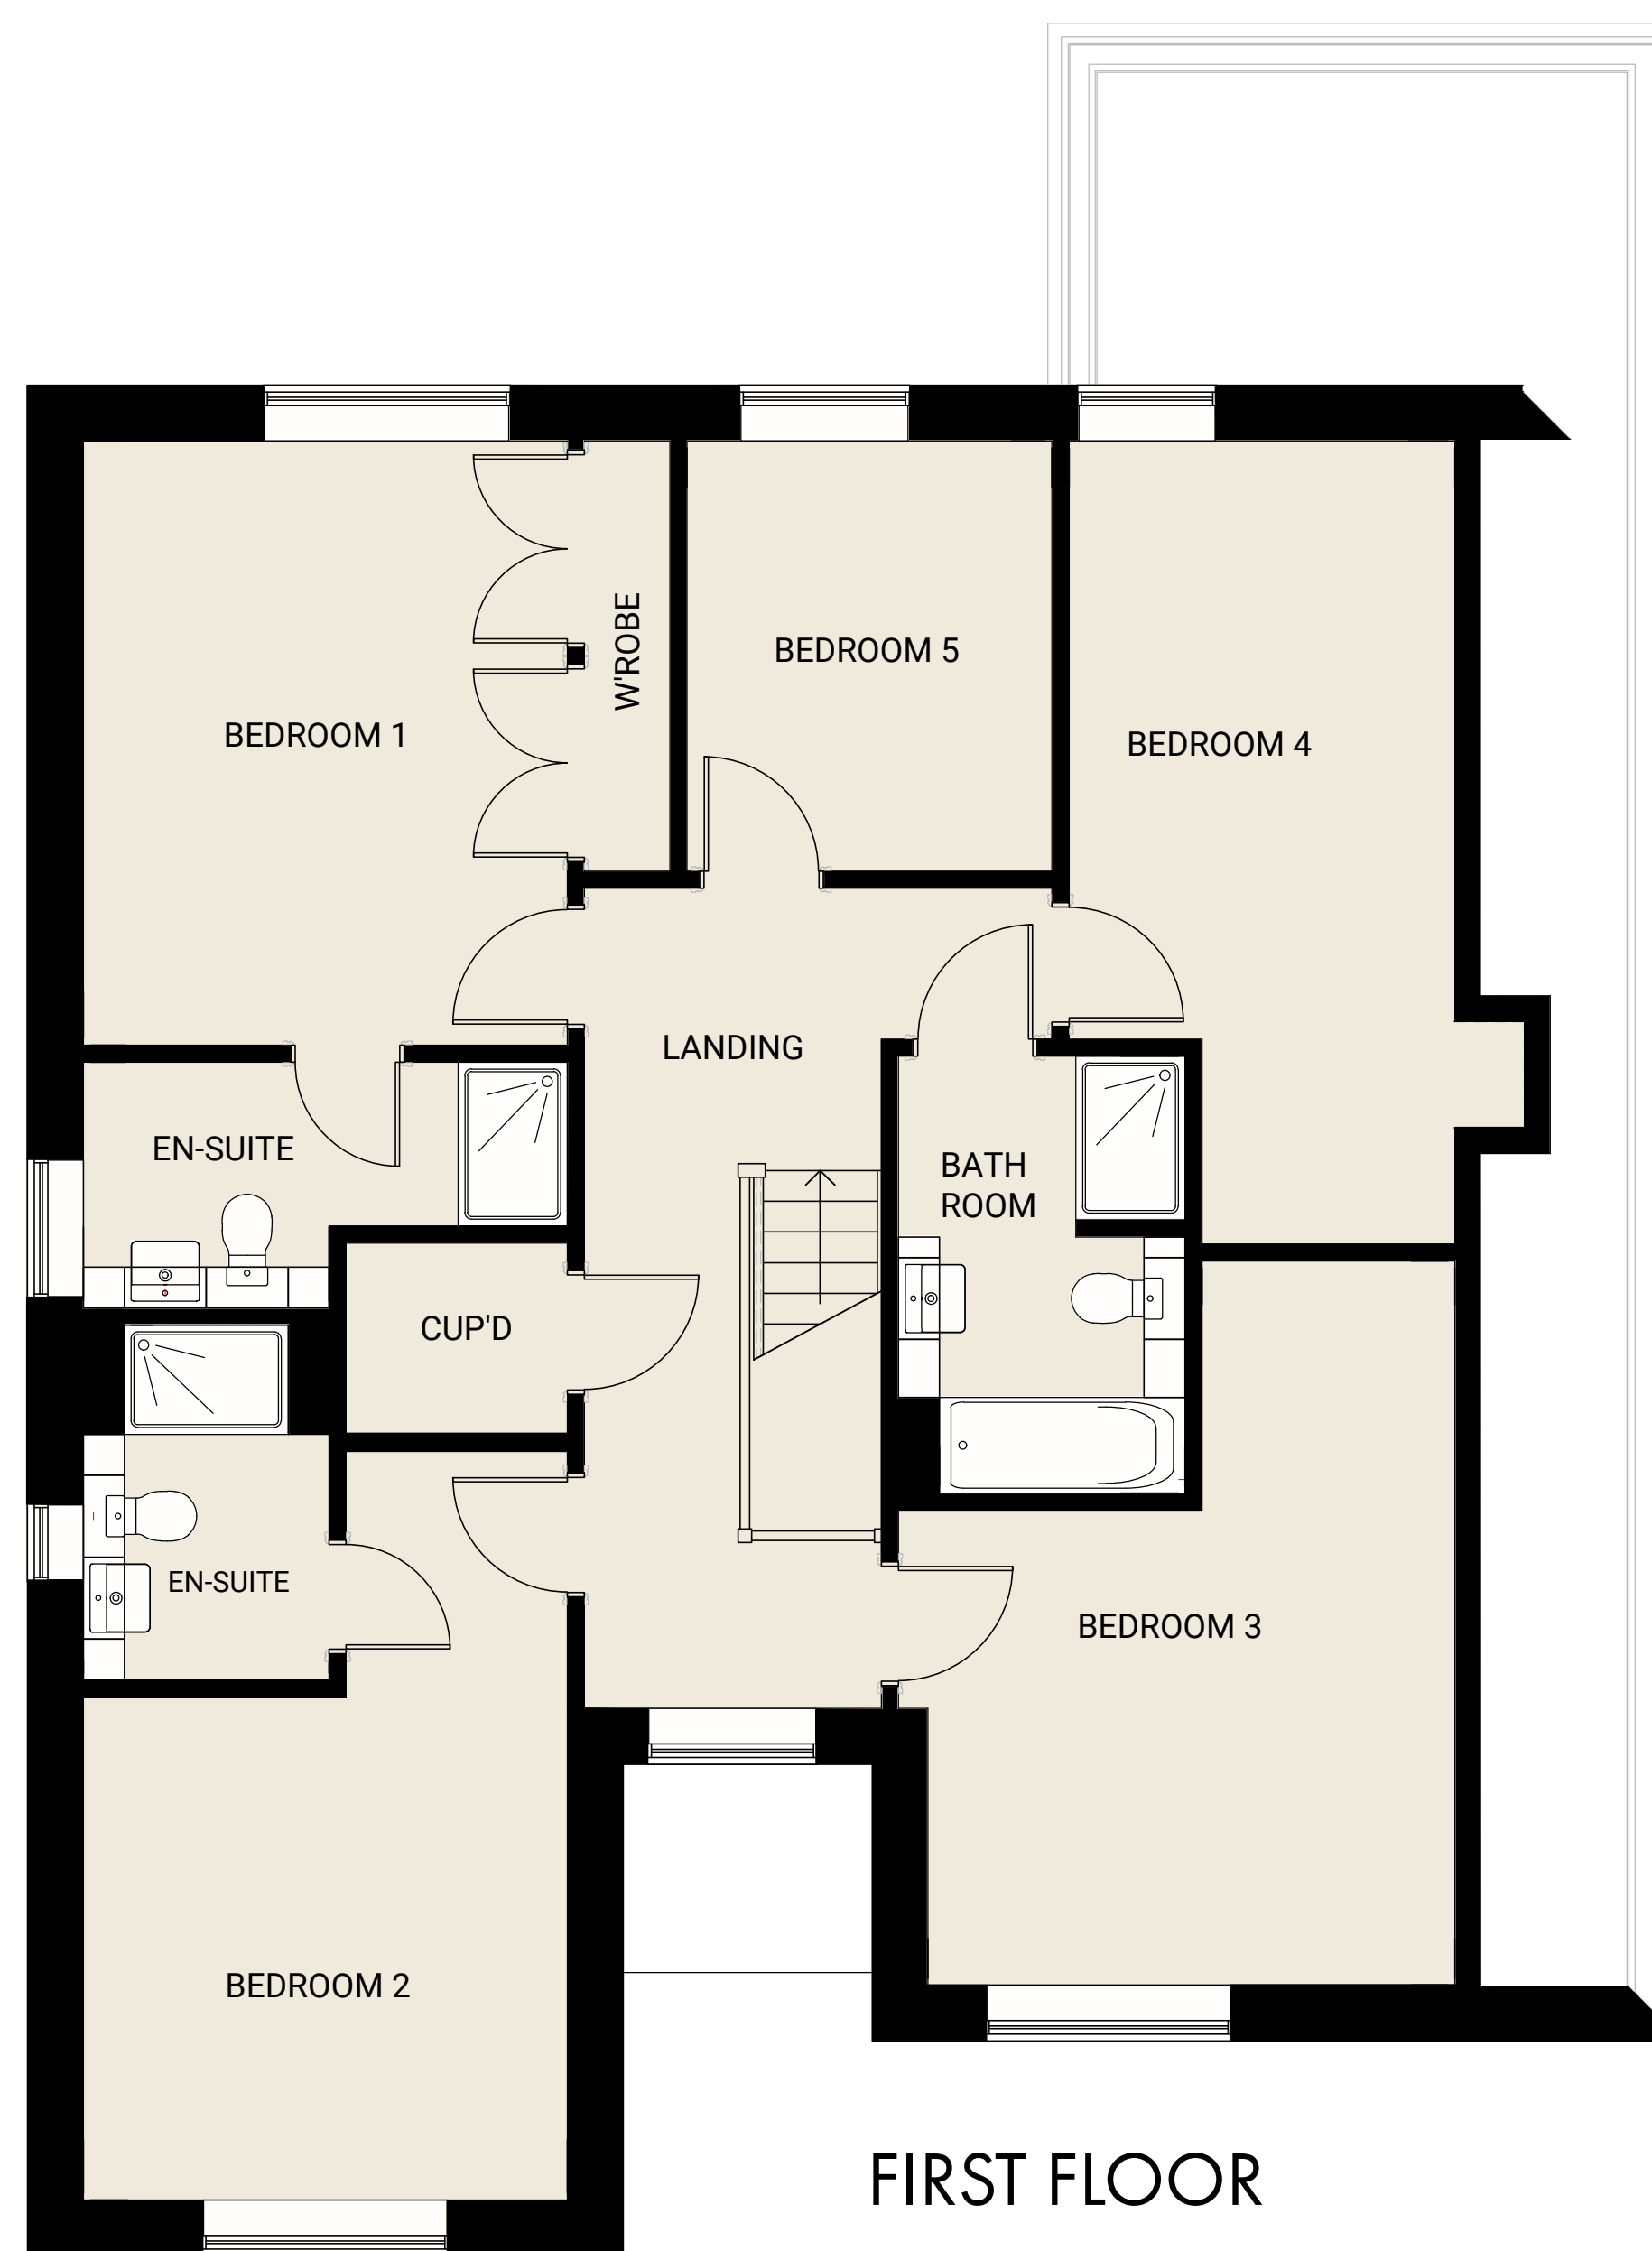 W'ROBE
BEDROOM 5
BEDROOM 1
BEDROOM 4
LANDING
EN-SUITE
BATH
ROOM
CUP'D
EN-SUITE
BEDROOM 3
BEDROOM 2
FIRST FLOOR